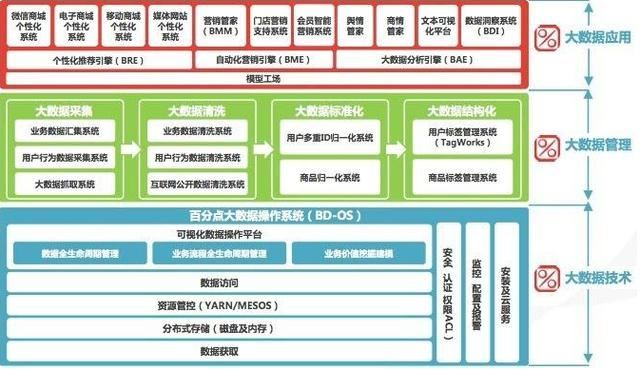 微信商城
个性化
系统
电子商城
个性化
系统
移动商城
个性化
系统
媒体网站
个性化
系统
营销管家
(BMM)
门店营销
支持系统
会员智能
营销系统
舆情
管家
商情
管家
文本可视
化平台
数据洞察系统
(BDI)
个性化推荐引擎(BRE)
自动化营销引擎(BME)
大数据分析引擎(BAE)
模型工场
大数据应用
大数据采集
业务数据汇集系统
用户行为数据采集系统
大数据抓取系统
大数据清洗
业务数据清洗系统
用户行为数据清洗系统
互联网公开数据清洗系统
大数据标准化
用户多重ID归一化系统
商品归一化系统
大数据结构化
用户标签管理系统
(TagWorks)
商品标签管理系统
大数据管理
百分点大数据操作系统(BD-OS)
可视化数据操作平台
数据全生命周期管理
业务流程全生命周期管理
业务价值挖掘建模
数据访问
资源管控(YARN/MESOS)
分布式存储(磁盘及内存)
数据获取
安全、认证 权限ACL)
监控、配置及报警
安装及云服务
大数据技术